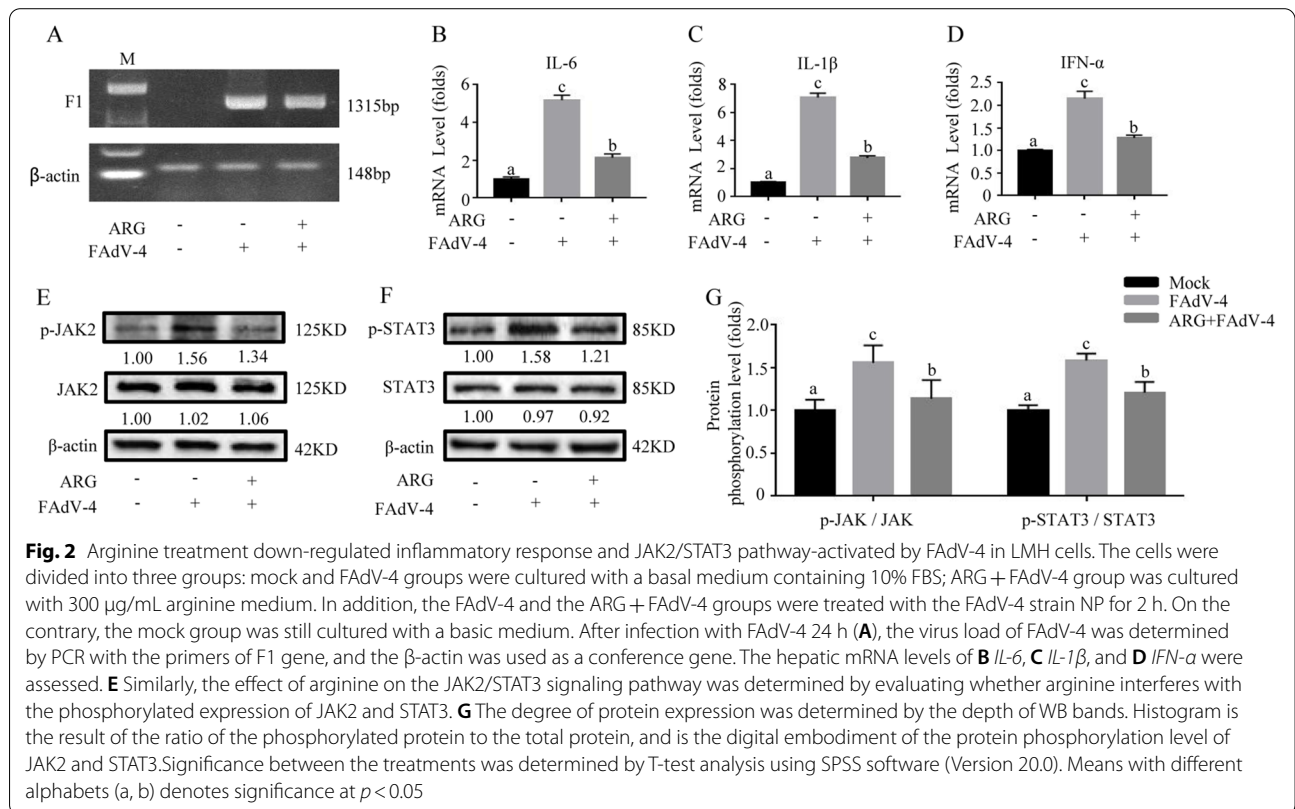 A
M
F1
1315bp
β-actin
148bp
ARG - - +
FAdV-4 - + +
B
IL-6
mRNA Level (folds)
8
6
4
2
0
a
c
b
ARG - - +
FAdV-4 - + +
C
IL-1β
mRNA Level (folds)
8
6
4
2
0
a
c
b
ARG - - +
FAdV-4 - + +
D
IFN-α
mRNA Level (folds)
2.5
2.0
1.5
1.0
0.5
0
a
c
b
ARG - - +
FAdV-4 - + +
E
p-JAK2 125KD
1.00 1.56 1.34
JAK2 125KD
1.00 1.02 1.06
β-actin 42KD
ARG - - +
FAdV-4 - + +
F
p-STAT3 85KD
1.00 1.58 1.21
STAT3 85KD
1.00 0.97 0.92
β-actin 42KD
ARG - - +
FAdV-4 - + +
G
Mock
FAdV-4
ARG+FAdV-4
Protein
phosphorylation level (folds)
2.0
1.5
1.0
0.5
0
a
c
b
a
c
b
p-JAK / JAK
p-STAT3 / STAT3
Fig. 2 Arginine treatment down-regulated inflammatory response and JAK2/STAT3 pathway-activated by FAdV-4 in LMH cells. The cells were
divided into three groups: mock and FAdV-4 groups were cultured with a basal medium containing 10% FBS; ARG + FAdV-4 group was cultured
with 300 µg/mL arginine medium. In addition, the FAdV-4 and the ARG + FAdV-4 groups were treated with the FAdV-4 strain NP for 2 h. On the
contrary, the mock group was still cultured with a basic medium. After infection with FAdV-4 24 h (A), the virus load of FAdV-4 was determined
by PCR with the primers of F1 gene, and the β-actin was used as a conference gene. The hepatic mRNA levels of B IL-6, C IL-1β, and D IFN-α were
assessed. E Similarly, the effect of arginine on the JAK2/STAT3 signaling pathway was determined by evaluating whether arginine interferes with
the phosphorylated expression of JAK2 and STAT3. G The degree of protein expression was determined by the depth of WB bands. Histogram is
the result of the ratio of the phosphorylated protein to the total protein, and is the digital embodiment of the protein phosphorylation level of
JAK2 and STAT3.Significance between the treatments was determined by T-test analysis using SPSS software (Version 20.0). Means with different
alphabets (a, b) denotes significance at p < 0.05